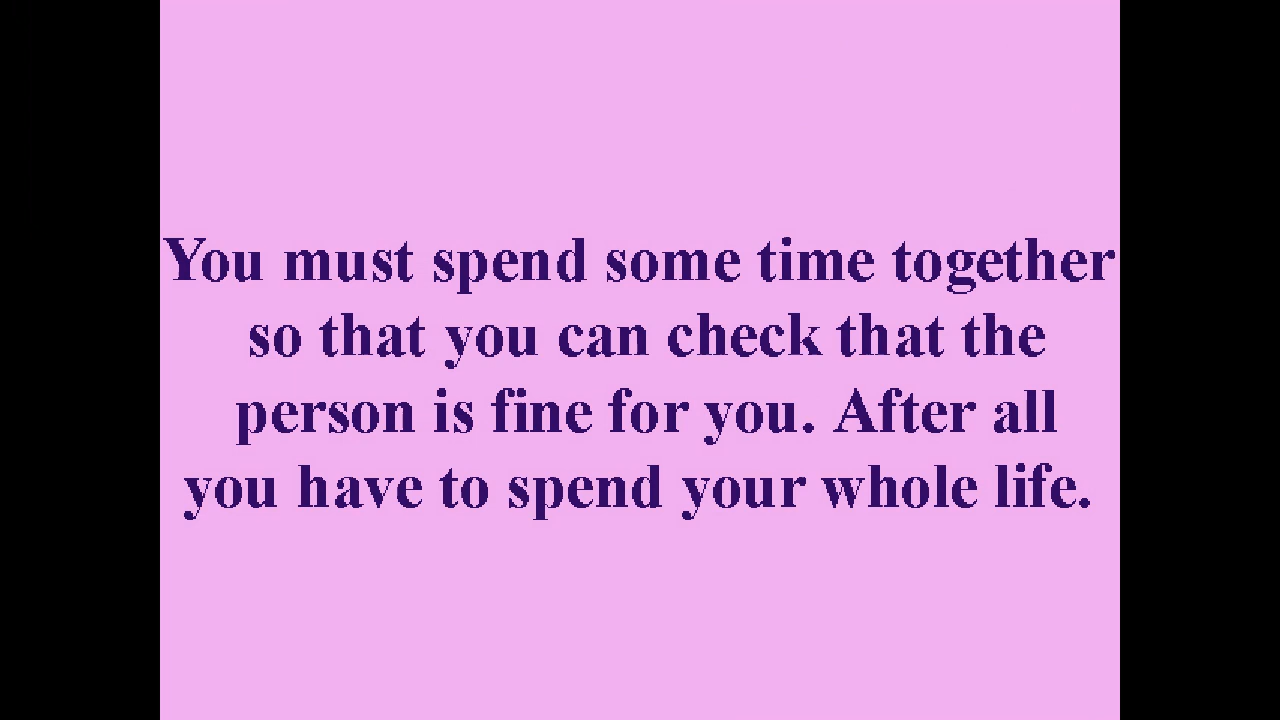 You must spend some time together
so that you can check that the
person is fine for you. After all
you have to spend your whole life.